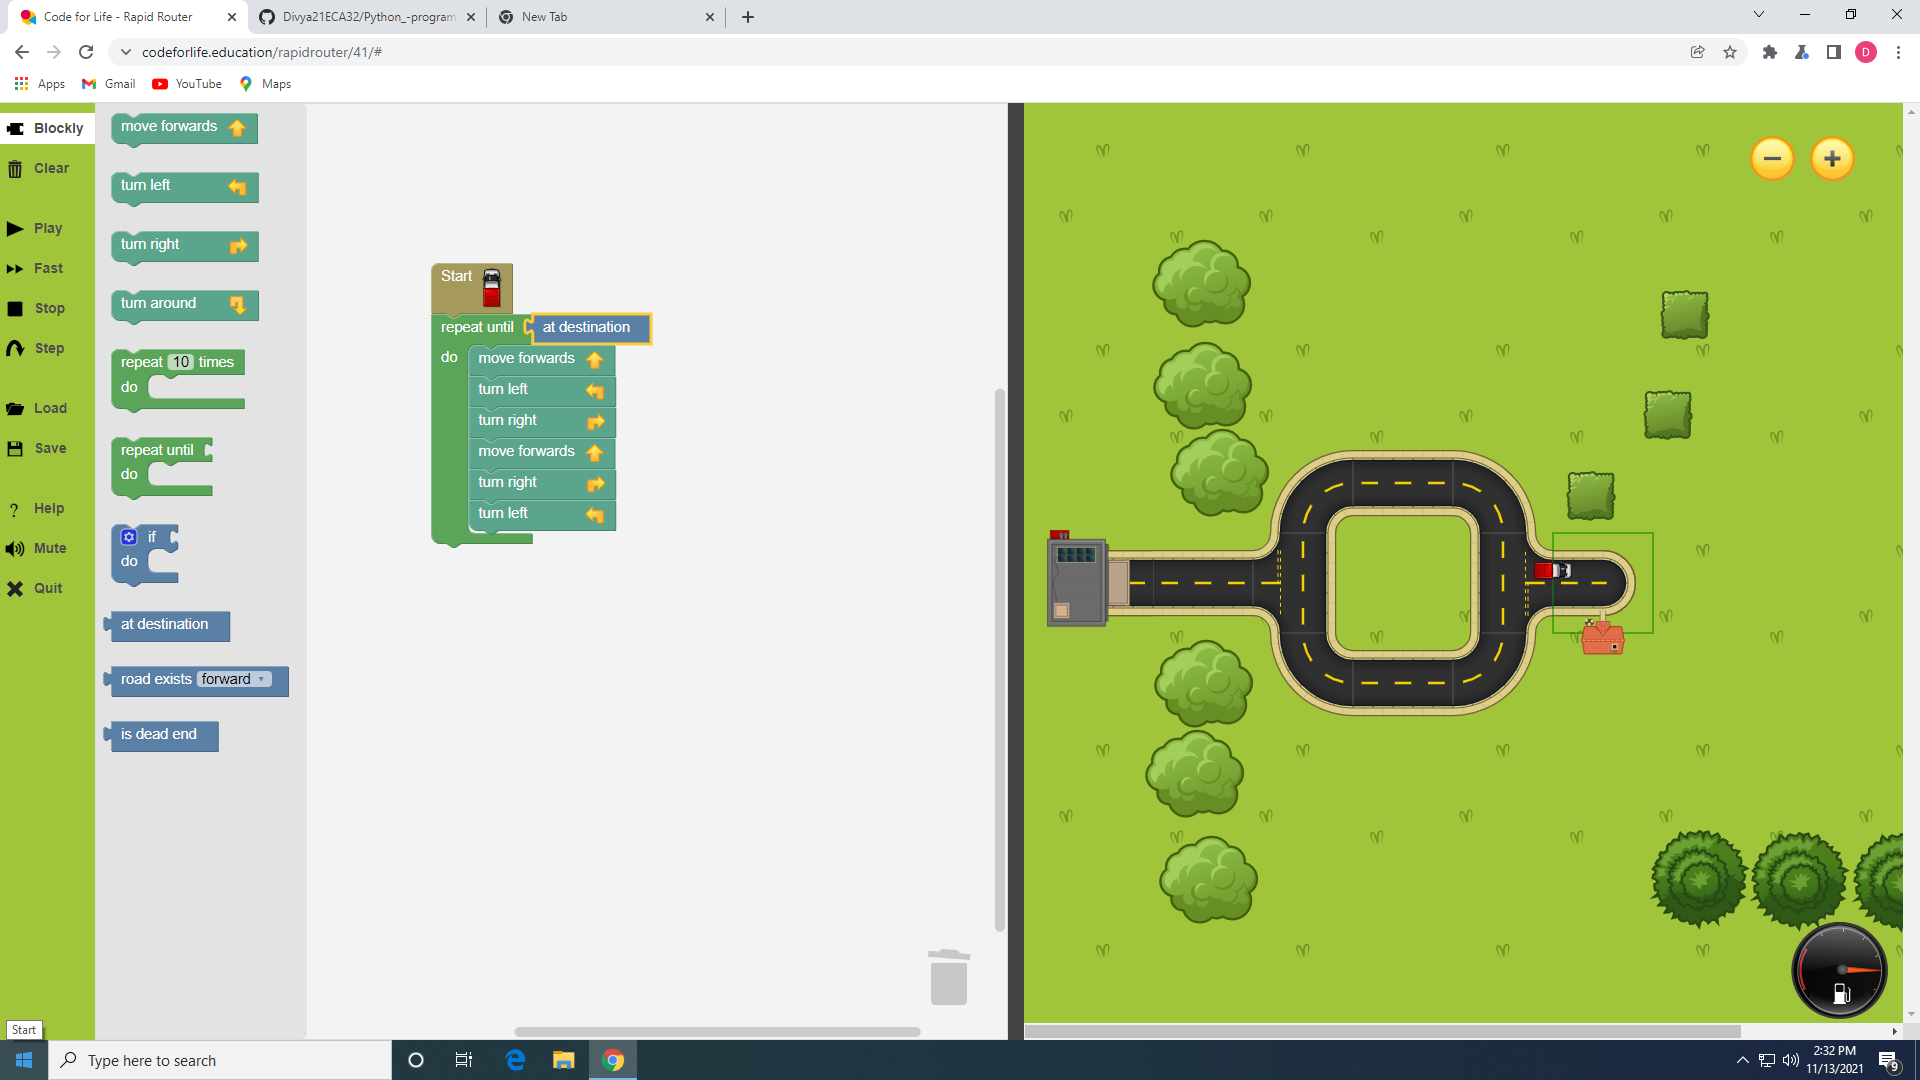 Code for Life - Rapid Router
Divya21ECA32/Python_-program
New Tab
codeforlife.education/rapidrouter/41/#
D
Apps
Gmail
YouTube
Maps
Blockly
Clear
Play
Fast
Stop
Step
Load
Save
Help
Mute
Quit
move forwards
turn left
turn right
turn around
repeat 10 times
do
repeat until
do
if
do
at destination
road exists forward
is dead end
Start
repeat until at destination
do move forwards
turn left
turn right
move forwards
turn right
turn left
Start
Type here to search
2:32 PM
11/13/2021
9